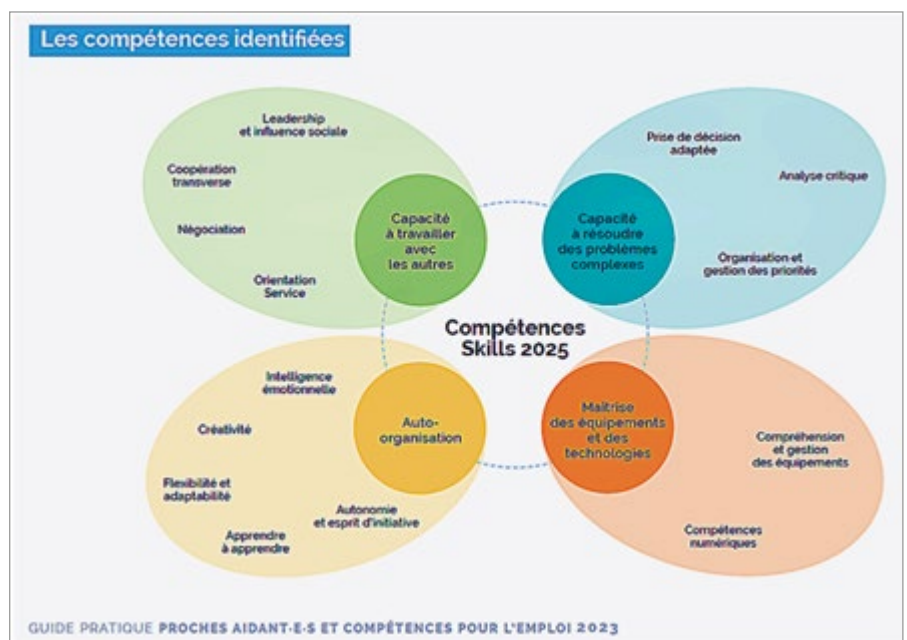 Les compétences identifiées
Leadership
et influence sociale
Coopération
transverse
Négociation
Orientation
Service
Capacité
à travailler
avec
les autres
Prise de décision
adaptée
Analyse critique
Organisation et
gestion des priorités
Capacité
à résoudre
des problèmes
complexes
Compétences
Skills 2025
Intelligence
émotionnelle
Créativité
Flexibilité et
adaptabilité
Apprendre
à apprendre
Autonomie
et esprit d'initiative
Auto-
organisation
Maîtrise
des équipements
et des
technologies
Compréhension
et gestion
des équipements
Compétences
numériques
GUIDE PRATIQUE PROCHES AIDANT·E·S ET COMPÉTENCES POUR L'EMPLOI 2023